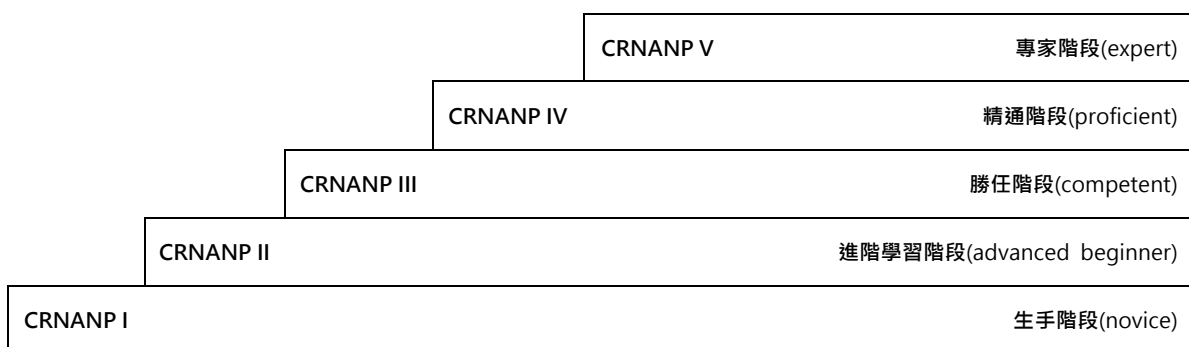 CRNANP V 專家階段(expert)
CRNANP IV 精通階段(proficient)
CRNANP III 勝任階段(competent)
CRNANP II 進階學習階段(advanced beginner)
CRNANP I 生手階段(novice)